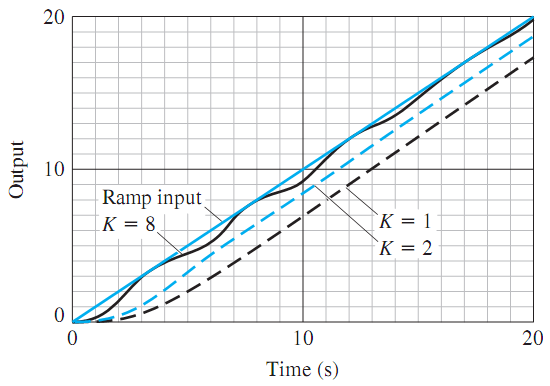 20
10
0
Output
Ramp input
K = 8
K = 1
K = 2
0
10
20
Time (s)